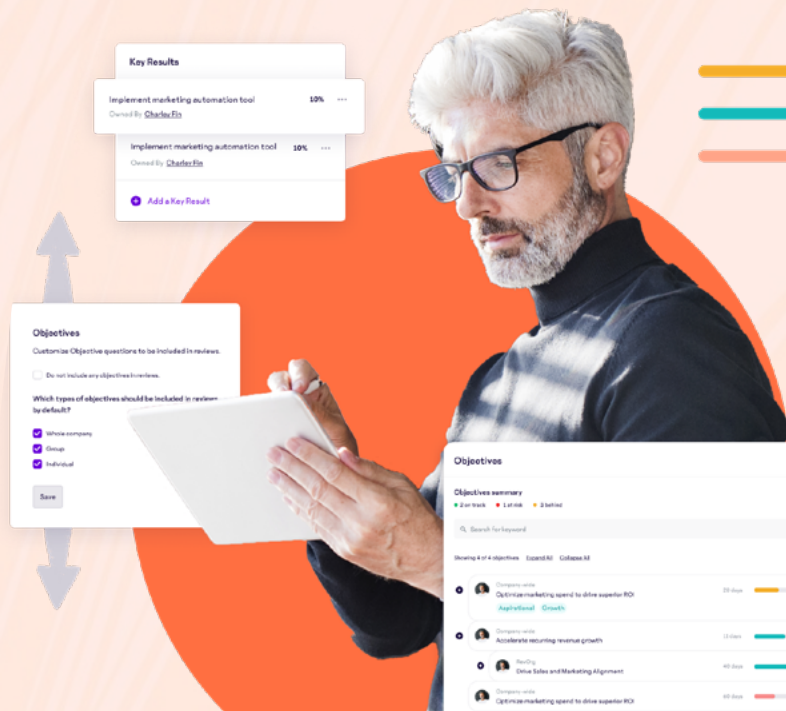 Key Results
Implement marketing automation tool 10% ...
Owned By Charley Fin
Implement marketing automation tool 10% ...
Owned By Charley Fin
Add a Key Result
Objectives
Customize Objective questions to be included in reviews.
Do not include any objectives in reviews.
Which types of objectives should be included in reviews
by default?
Whole company
Group
Individual
Save
Objectives
Objectives summary
2 on track 1 at risk 3 behind
Search for keyword
Showing 4 of 4 objectives Expand All Collapse All
Company-wide
Optimize marketing spend to drive superior ROI
Aspirational Growth
Company-wide
Accelerate recurring revenue growth
12 days
RevOrg
Drive Sales and Marketing Alignment
40 days
Company-wide
Optimize marketing spend to drive superior ROI